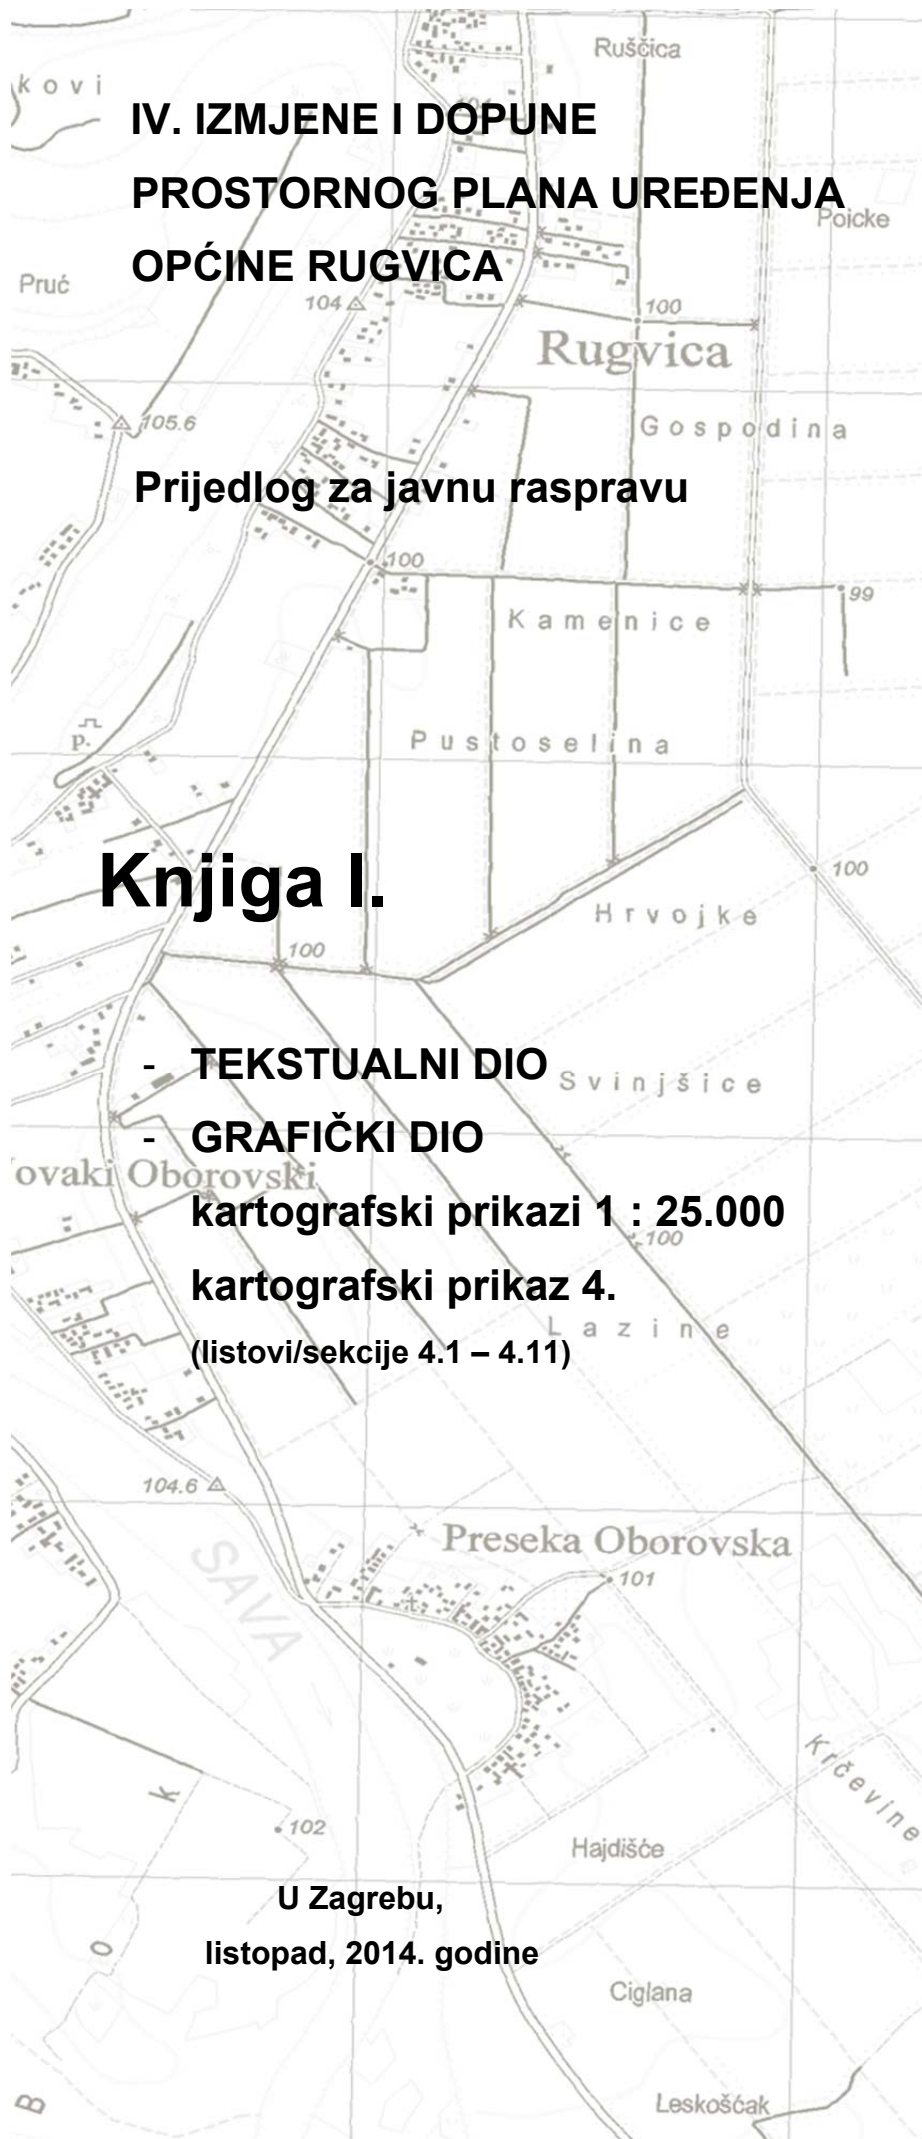 Ruščica
kovi
IV. IZMJENE I DOPUNE
PROSTORNOG PLANA UREĐENJA
Poicke
OPĆINE RUGVICA
Pruć
104
100
Rugvica
105.6
Gospodina
Prijedlog za javnu raspravu
100
99
Kamenice
p.
Pustoselina
Knjiga I.
100
Hrvojke
100
- TEKSTUALNI DIO
Svinjšice
- GRAFIČKI DIO
ovaki Oborovski
kartografski prikazi 1 : 25.000
100
kartografski prikaz 4.
Lazine
(listovi/sekcije 4.1 – 4.11)
104.6
Preseka Oborovska
SAVA
101
Krčevine
k
102
Hajdišće
U Zagrebu,
o
listopad, 2014. godine
Ciglana
B
Leskošćak